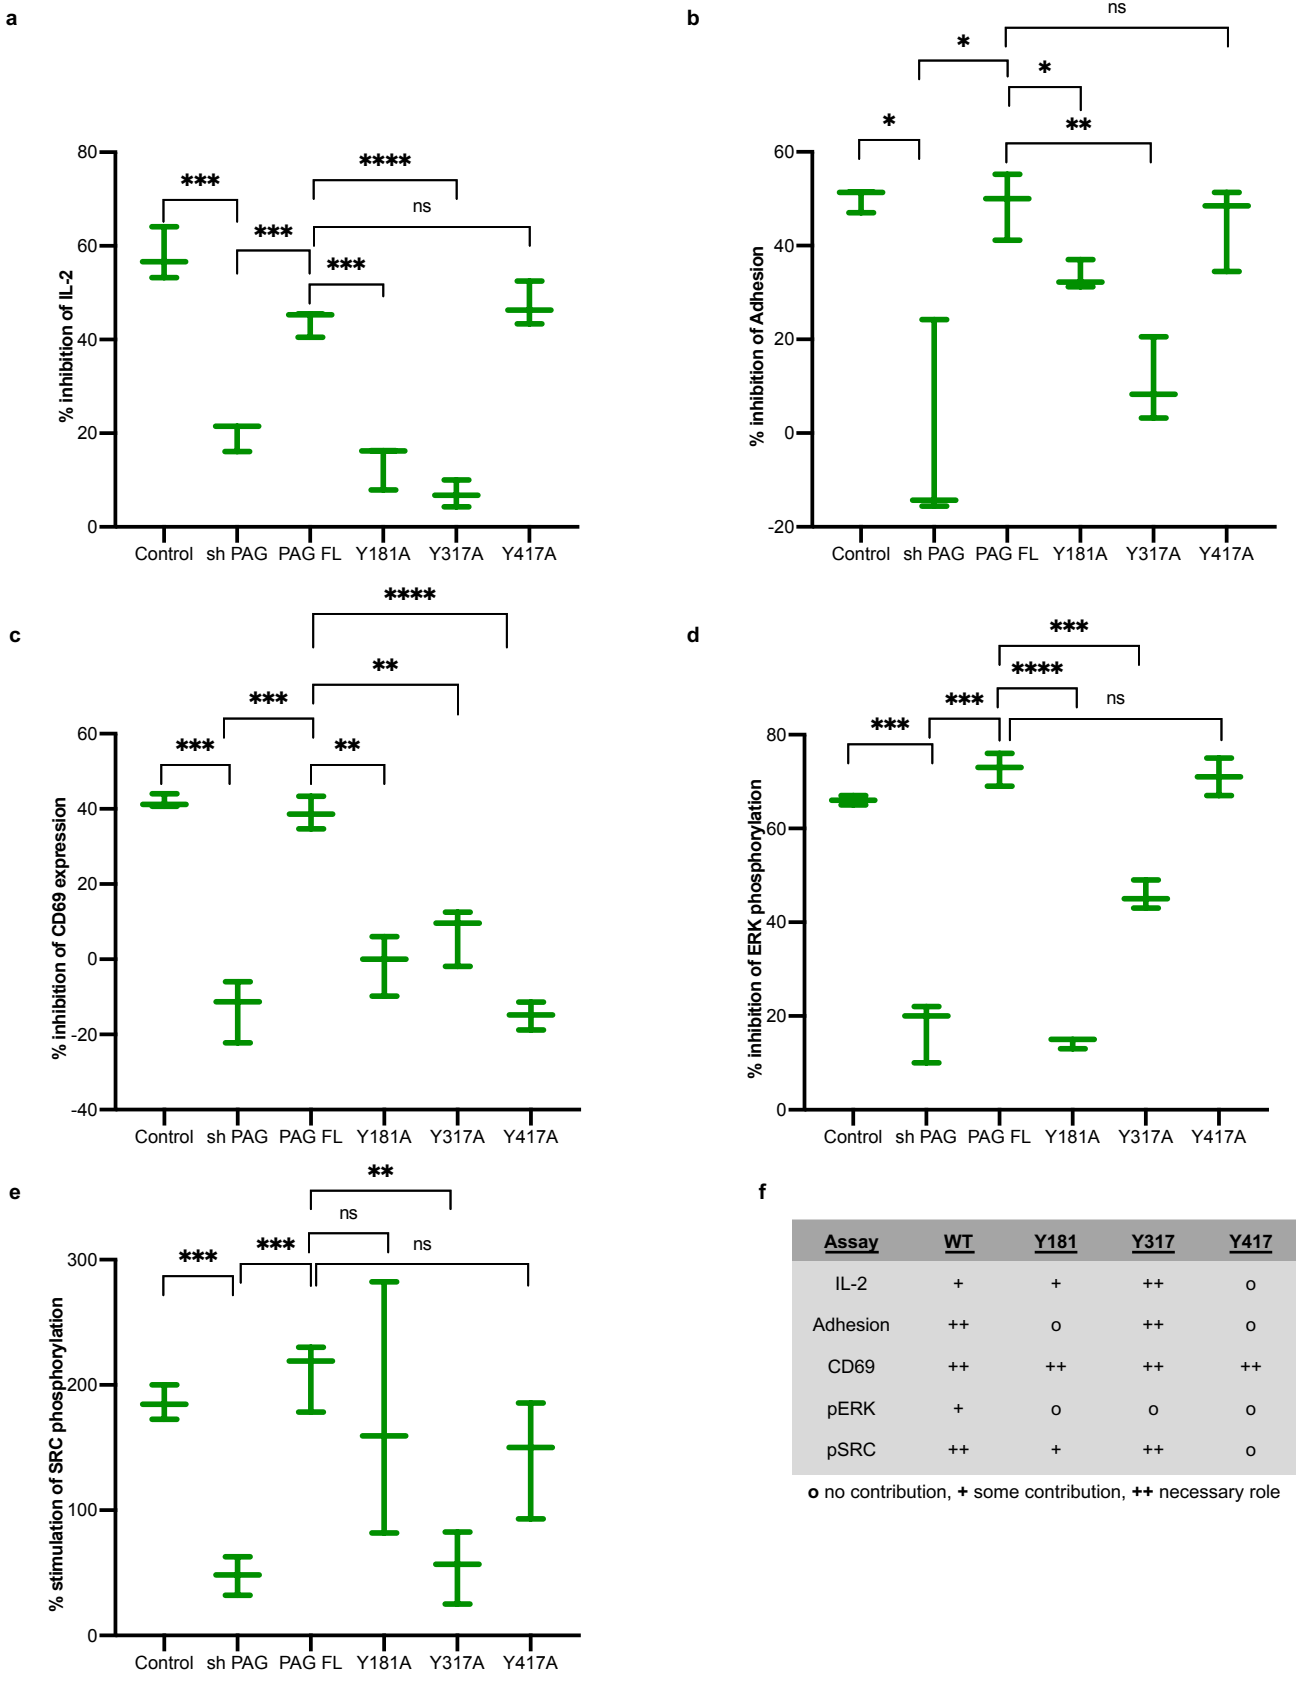 a
***
***
****
ns
***
% inhibition of IL-2
80
60
40
20
0
Control sh PAG PAG FL Y181A Y317A Y417A
b
ns
*
*
*
**
% inhibition of Adhesion
60
40
20
0
-20
Control sh PAG PAG FL Y181A Y317A Y417A
c
****
**
***
***
**
% inhibition of CD69 expression
60
40
20
0
-20
-40
Control sh PAG PAG FL Y181A Y317A Y417A
d
***
****
***
ns
***
% inhibition of ERK phosphorylation
80
60
40
20
0
Control sh PAG PAG FL Y181A Y317A Y417A
e
**
ns
***
***
ns
% stimulation of SRC phosphorylation
300
200
100
0
Control sh PAG PAG FL Y181A Y317A Y417A
f
Assay WT Y181 Y317 Y417
IL-2 + + ++ o
Adhesion ++ o ++ o
CD69 ++ ++ ++ ++
pERK + o o o
pSRC ++ + ++ o
o no contribution, + some contribution, ++ necessary role